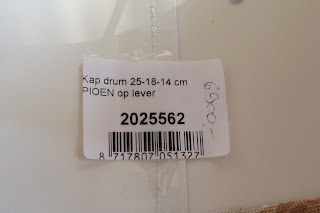 Kap drum 25-18-14 cm
PIOEN op lever
2025562
8 717807 051327